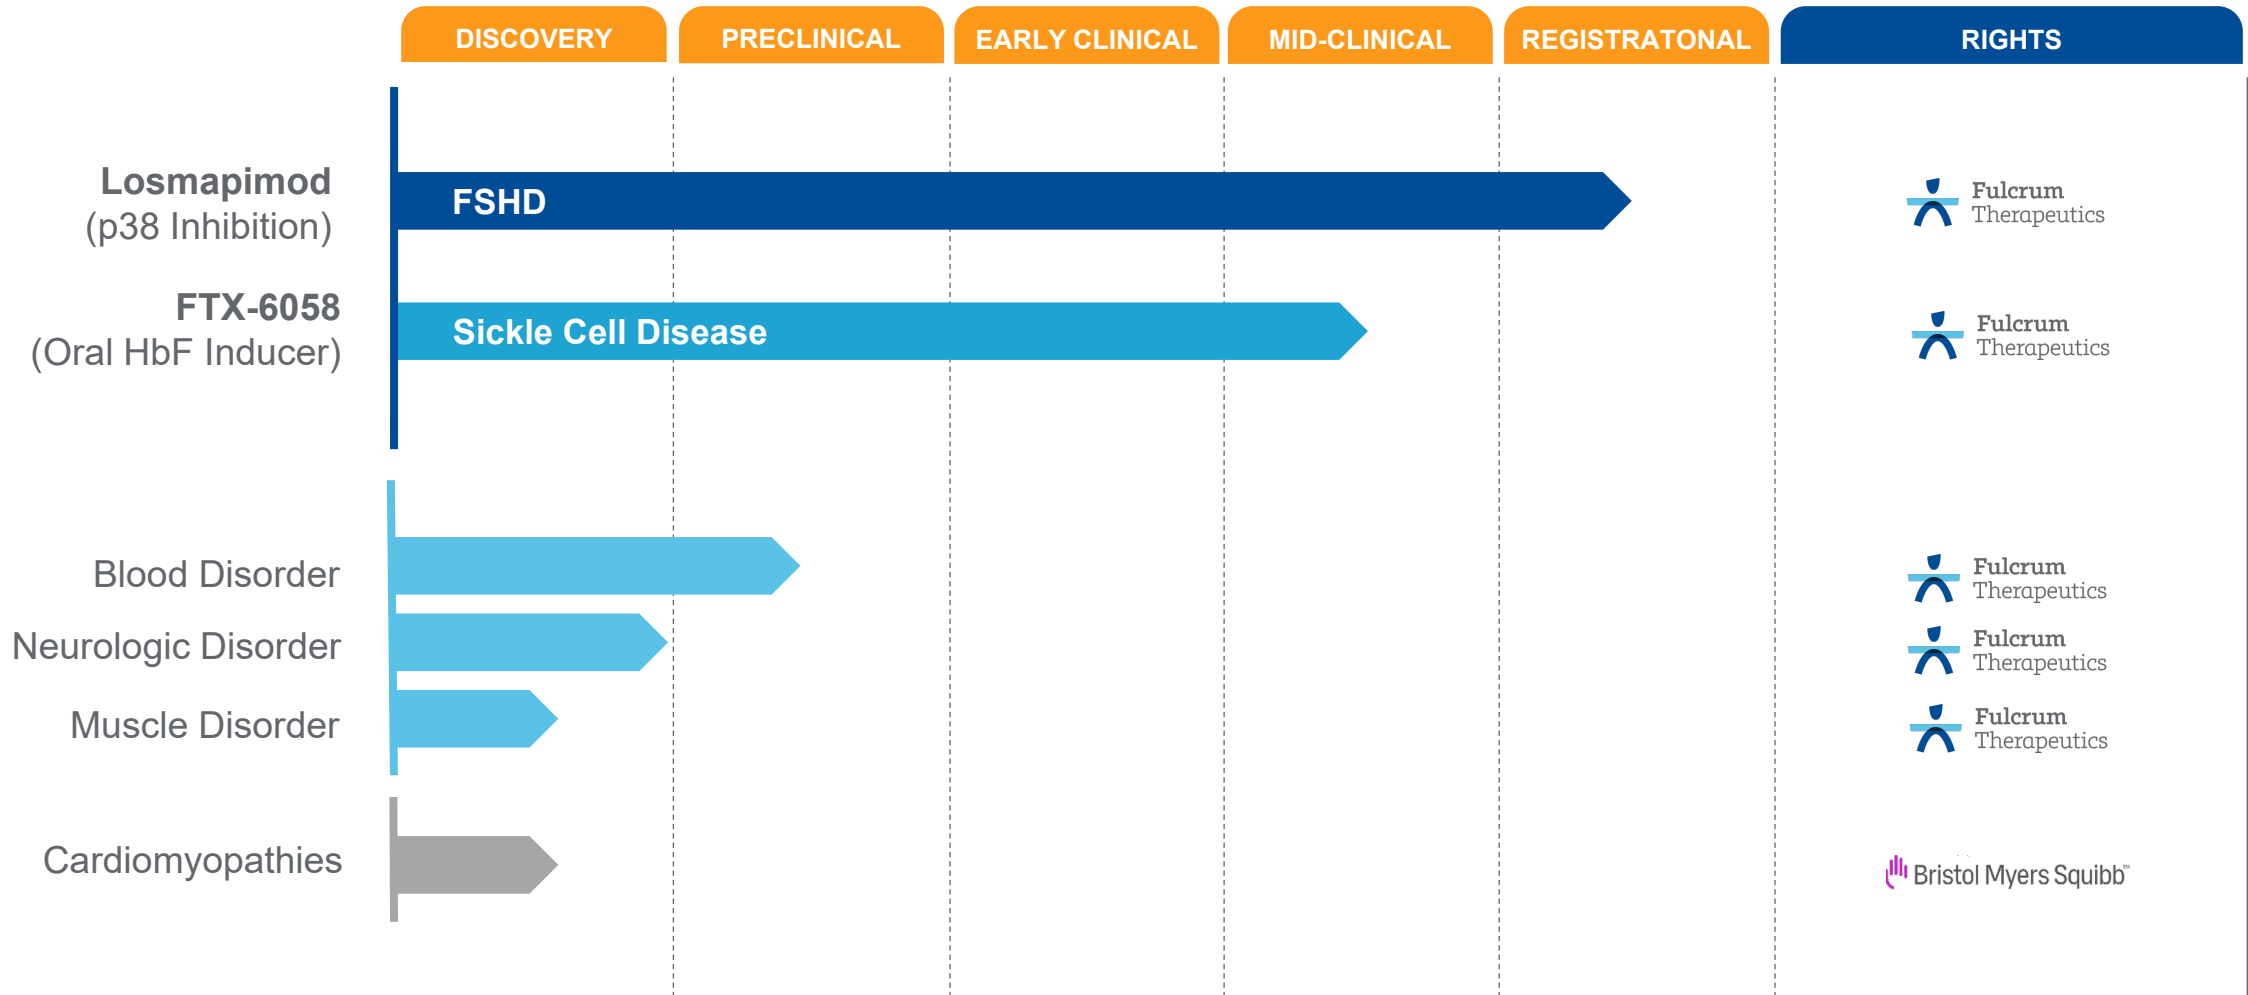 DISCOVERY
PRECLINICAL
EARLY CLINICAL
MID-CLINICAL
REGISTRATONAL
RIGHTS
Losmapimod
(p38 Inhibition)
FSHD
Fulcrum
Therapeutics
FTX-6058
(Oral HbF Inducer)
Sickle Cell Disease
Fulcrum
Therapeutics
Blood Disorder
Fulcrum
Therapeutics
Neurologic Disorder
Fulcrum
Therapeutics
Muscle Disorder
Fulcrum
Therapeutics
Cardiomyopathies
Bristol Myers Squibb